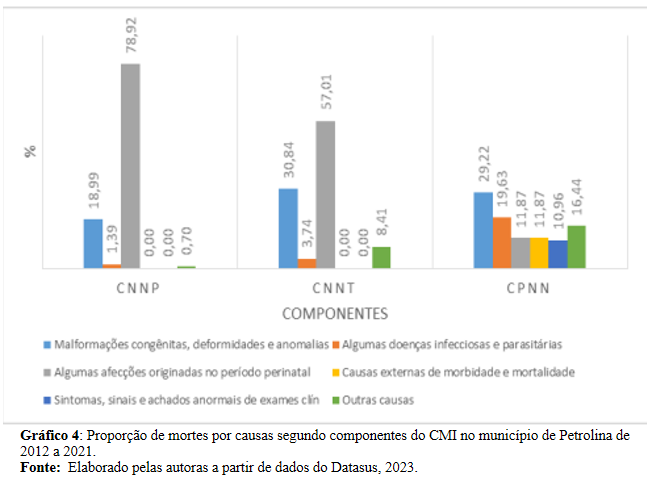 %
18,99
1,39
78,92
0,00
0,00
0,70
30,84
3,74
57,01
0,00
0,00
8,41
29,22
19,63
11,87
11,87
10,96
16,44
CNNP
CNNT
CPNN
COMPONENTES
Malformações congênitas, deformidades e anomalias
Algumas doenças infecciosas e parasitárias
Algumas afecções originadas no período perinatal
Causas externas de morbidade e mortalidade
Sintomas, sinais e achados anormais de exames clín
Outras causas
Gráfico 4: Proporção de mortes por causas segundo componentes do CMI no município de Petrolina de
2012 a 2021.
Fonte: Elaborado pelas autoras a partir de dados do Datasus, 2023.